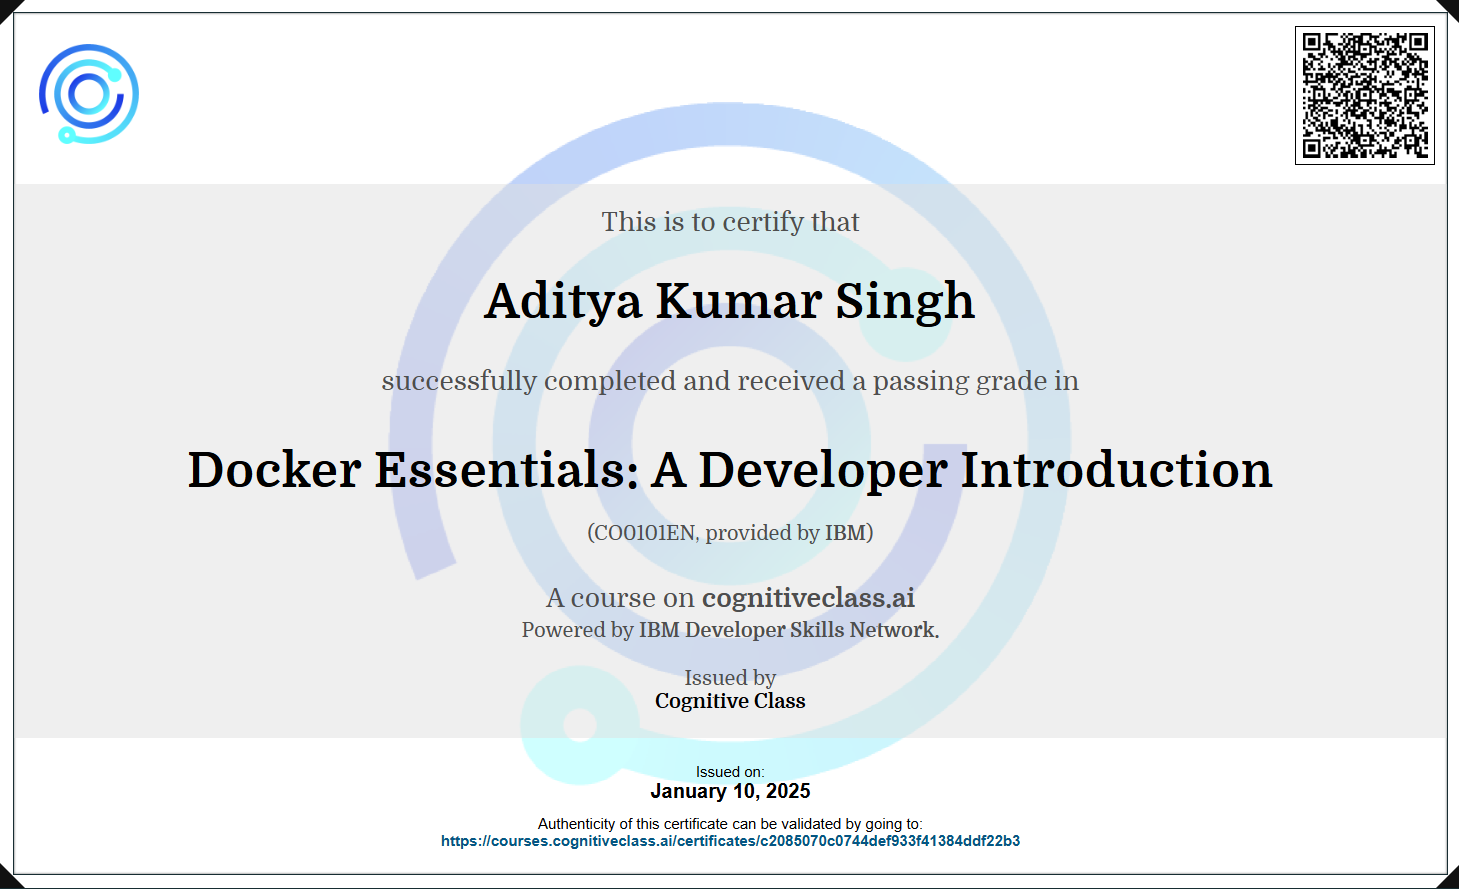 This is to certify that
Aditya Kumar Singh
successfully completed and received a passing grade in
Docker Essentials: A Developer Introduction
(CO0101EN, provided by IBM)
A course on cognitiveclass.ai
Powered by IBM Developer Skills Network.
Issued by
Cognitive Class
Issued on:
January 10, 2025
Authenticity of this certificate can be validated by going to:
https://courses.cognitiveclass.ai/certificates/c2085070c0744def933f41384ddf22b3